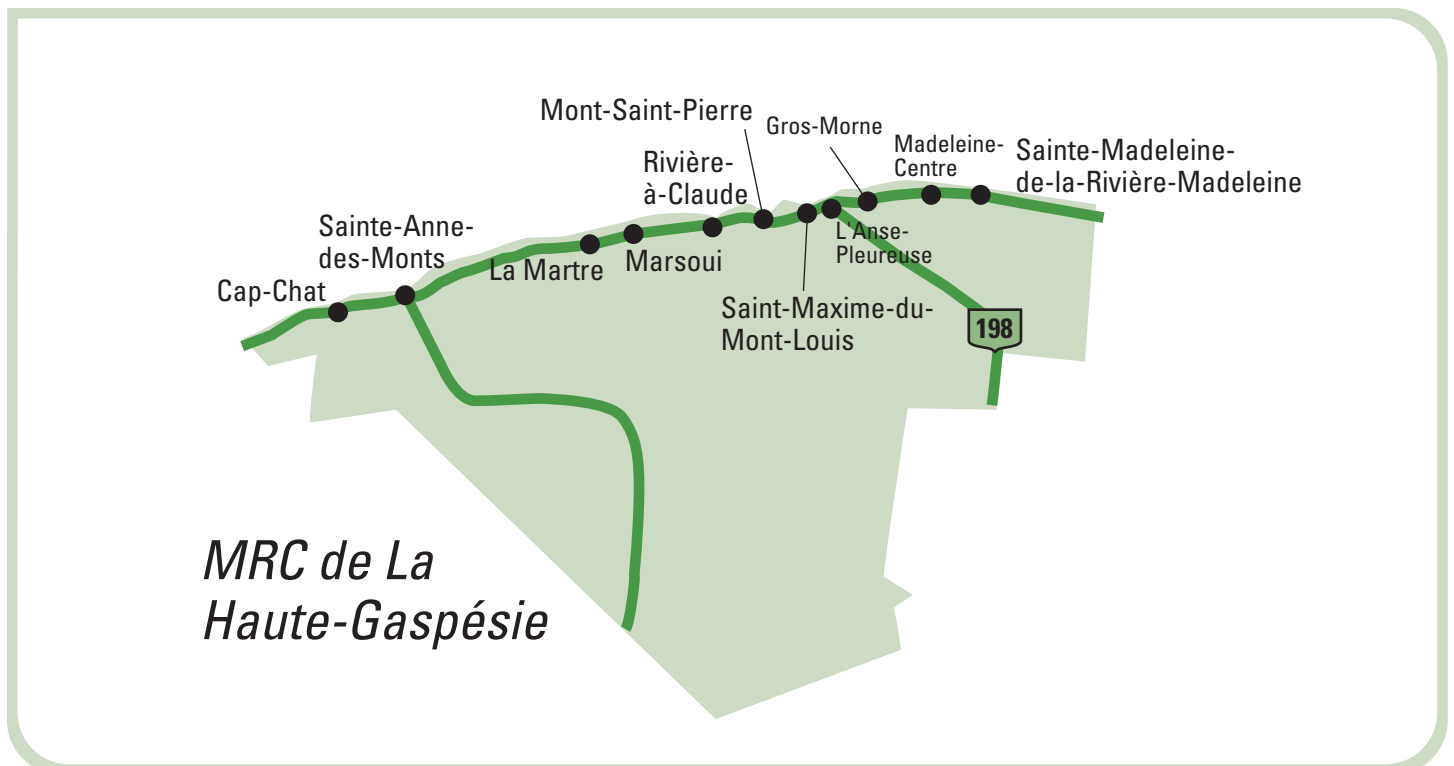 Mont-Saint-Pierre
Gros-Morne
Madeleine-
Centre
Sainte-Madeleine-
de-la-Rivière-Madeleine
Rivière-
à-Claude
Sainte-Anne-
des-Monts
L'Anse-
Pleureuse
La Martre
Marsoui
Cap-Chat
Saint-Maxime-du-
Mont-Louis
198
MRC de La
Haute-Gaspésie